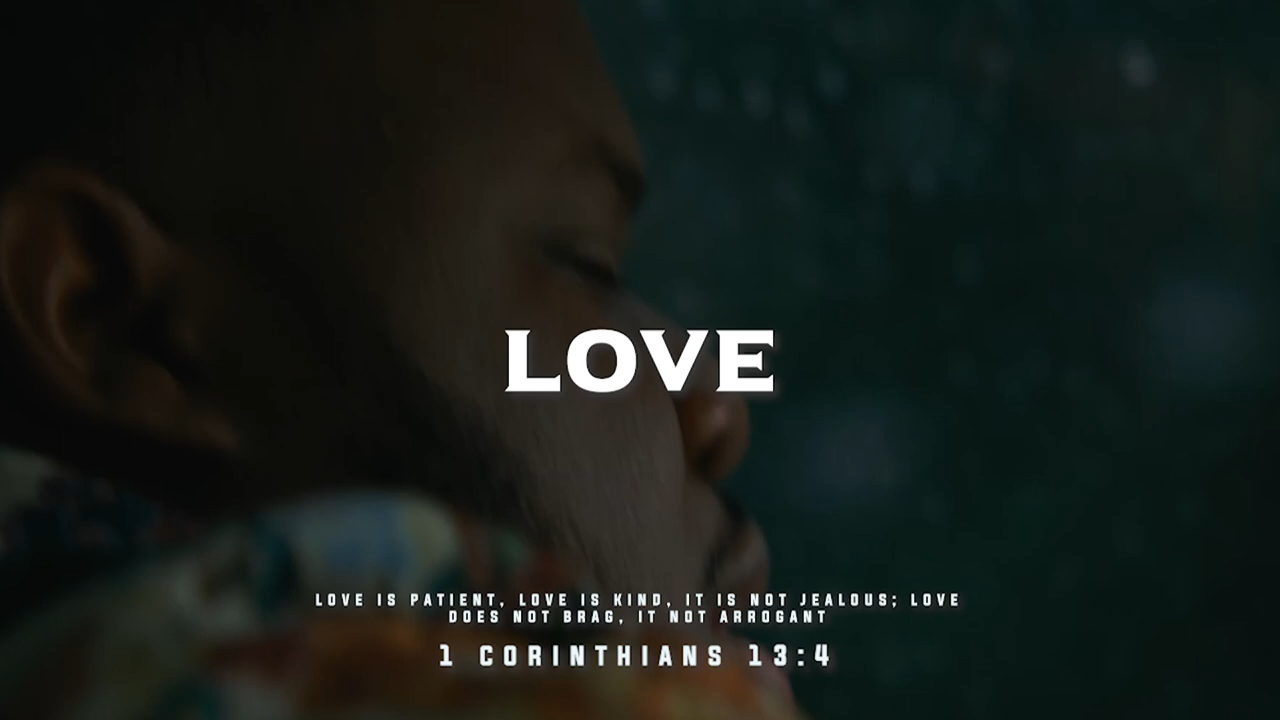 LOVE
LOVE IS PATIENT, LOVE IS KIND, IT IS NOT JEALOUS; LOVE
DOES NOT BRAG, IT NOT ARROGANT
1 CORINTHIANS 13:4